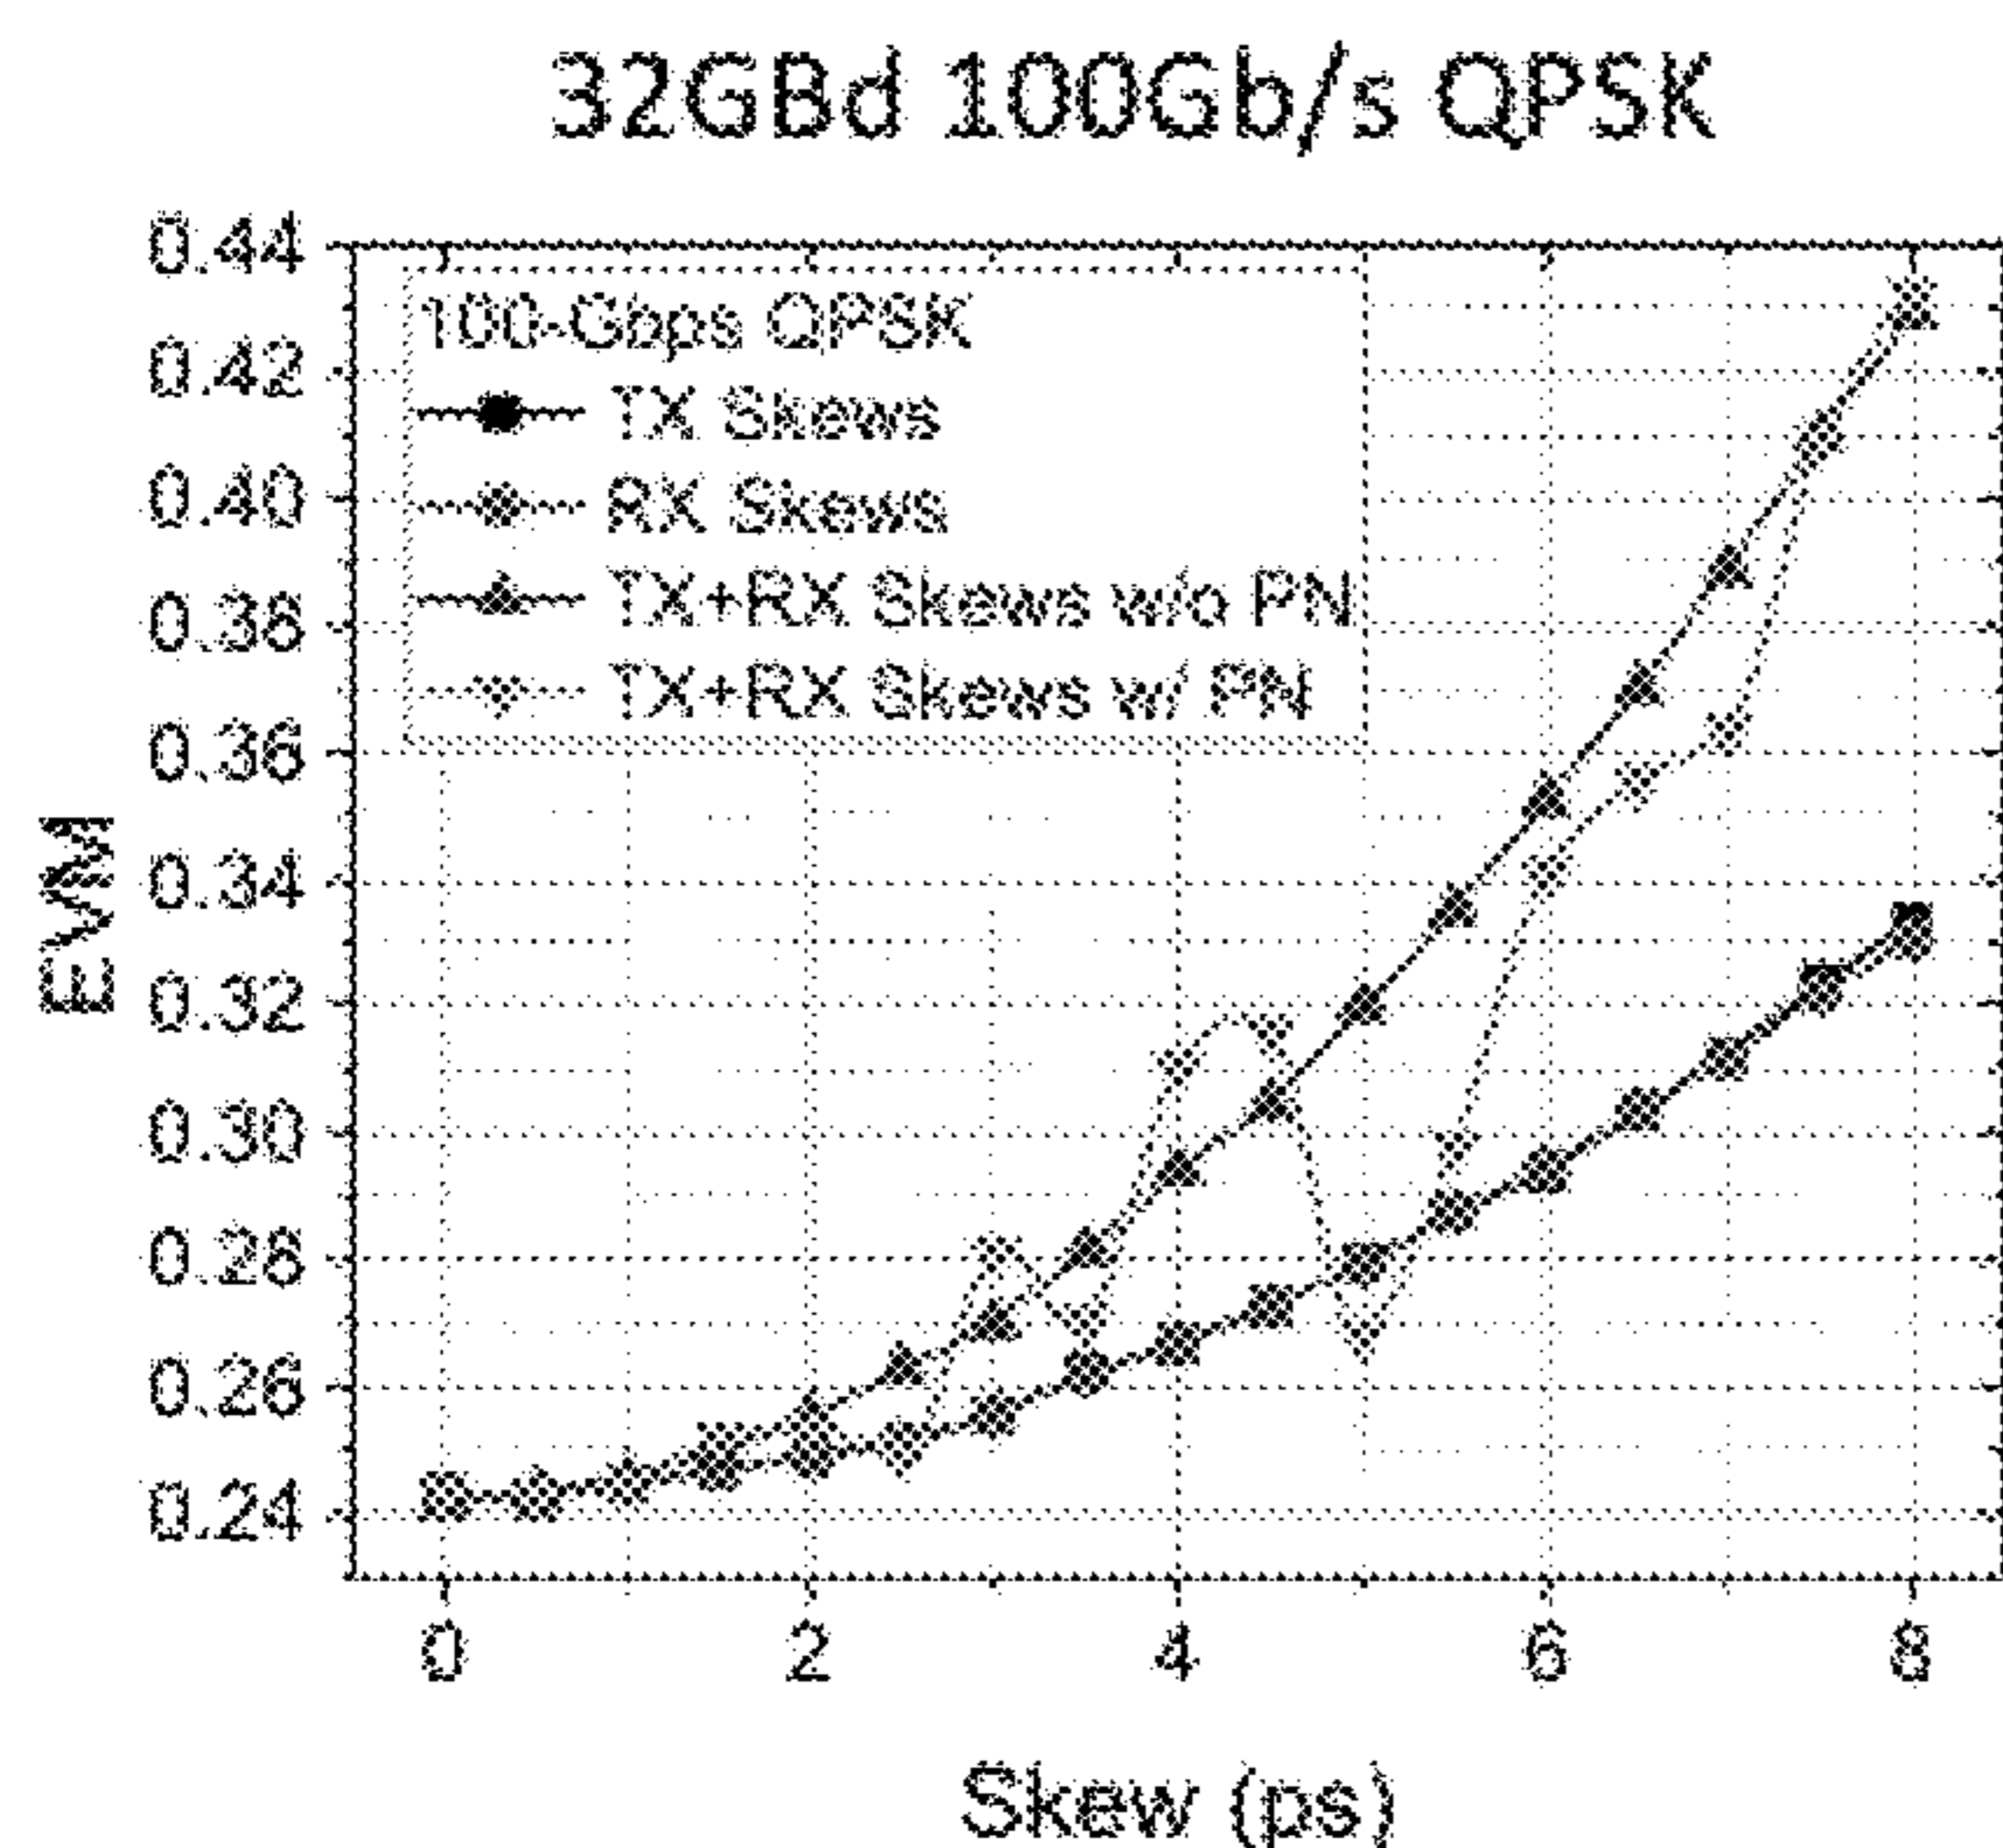 32GBd 100Gb/s QPSK
0.44
0.42
0.40
0.38
0.36
0.34
0.32
0.30
0.28
0.26
0.24
EVM
100-Gbps QPSK
TX Skews
RX Skews
TX+RX Skews w/o PN
TX+RX Skews w/ PN
0 2 4 6 8
Skew (ps)